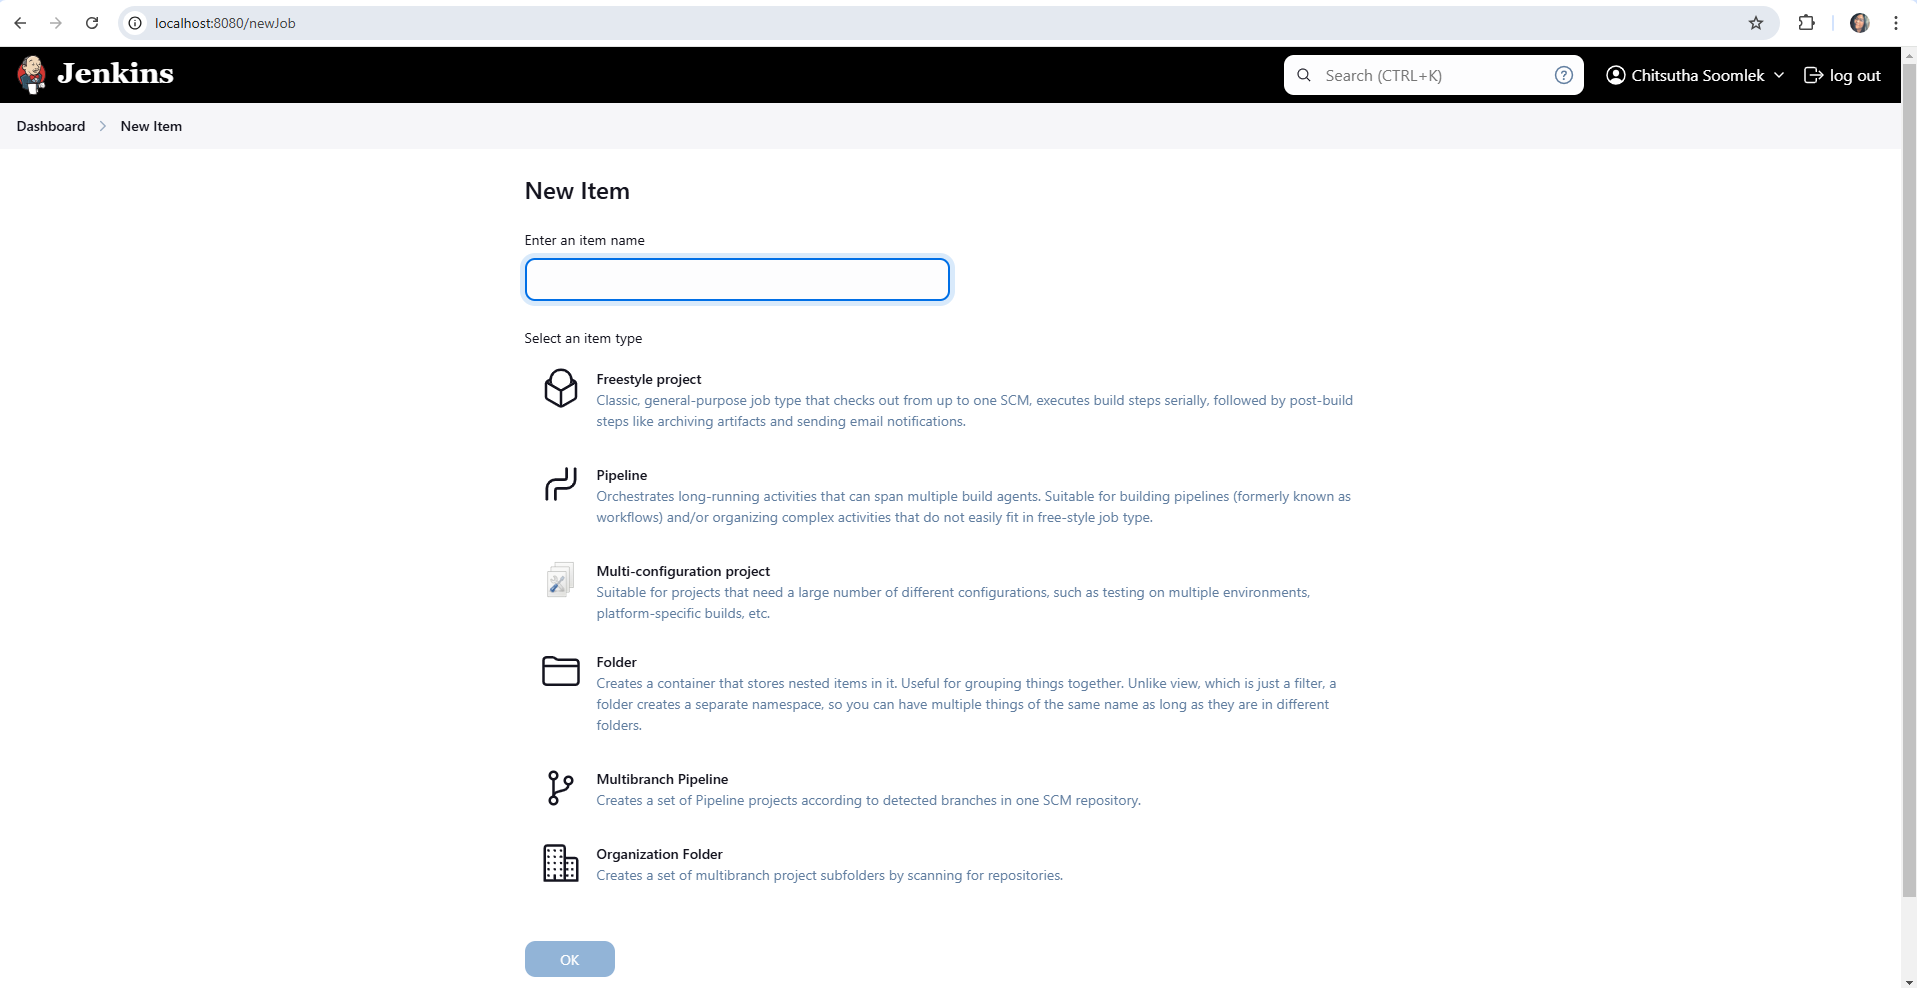 localhost:8080/newJob
Jenkins
Search (CTRL+K)
Chitsutha Soomlek
log out
Dashboard
New Item
New Item
Enter an item name
Select an item type
Freestyle project
Classic, general-purpose job type that checks out from up to one SCM, executes build steps serially, followed by post-build
steps like archiving artifacts and sending email notifications.
Pipeline
Orchestrates long-running activities that can span multiple build agents. Suitable for building pipelines (formerly known as
workflows) and/or organizing complex activities that do not easily fit in free-style job type.
Multi-configuration project
Suitable for projects that need a large number of different configurations, such as testing on multiple environments,
platform-specific builds, etc.
Folder
Creates a container that stores nested items in it. Useful for grouping things together. Unlike view, which is just a filter, a
folder creates a separate namespace, so you can have multiple things of the same name as long as they are in different
folders.
Multibranch Pipeline
Creates a set of Pipeline projects according to detected branches in one SCM repository.
Organization Folder
Creates a set of multibranch project subfolders by scanning for repositories.
OK